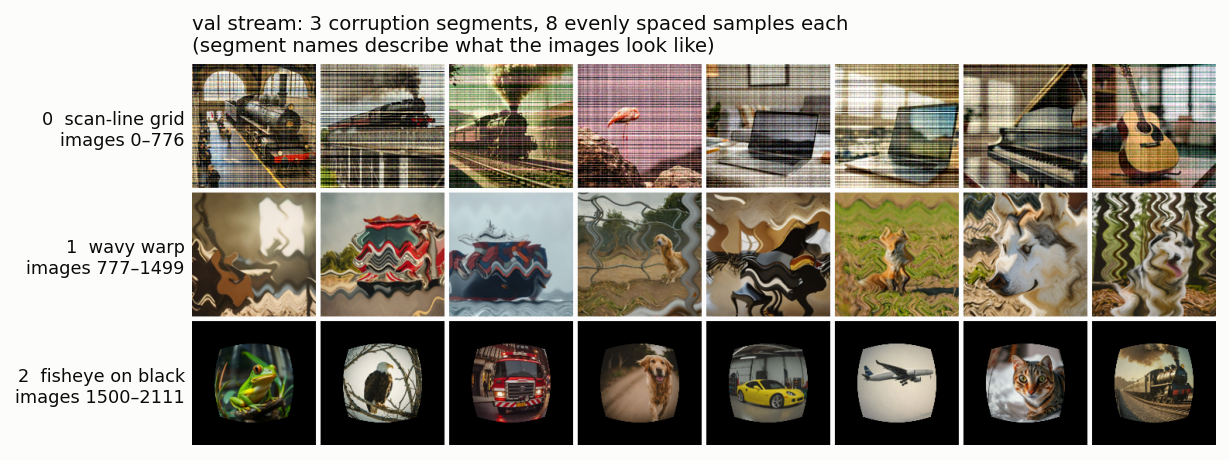 val stream: 3 corruption segments, 8 evenly spaced samples each
(segment names describe what the images look like)
0  scan-line grid
images 0–776
1  wavy warp
images 777–1499
2  fisheye on black
images 1500–2111